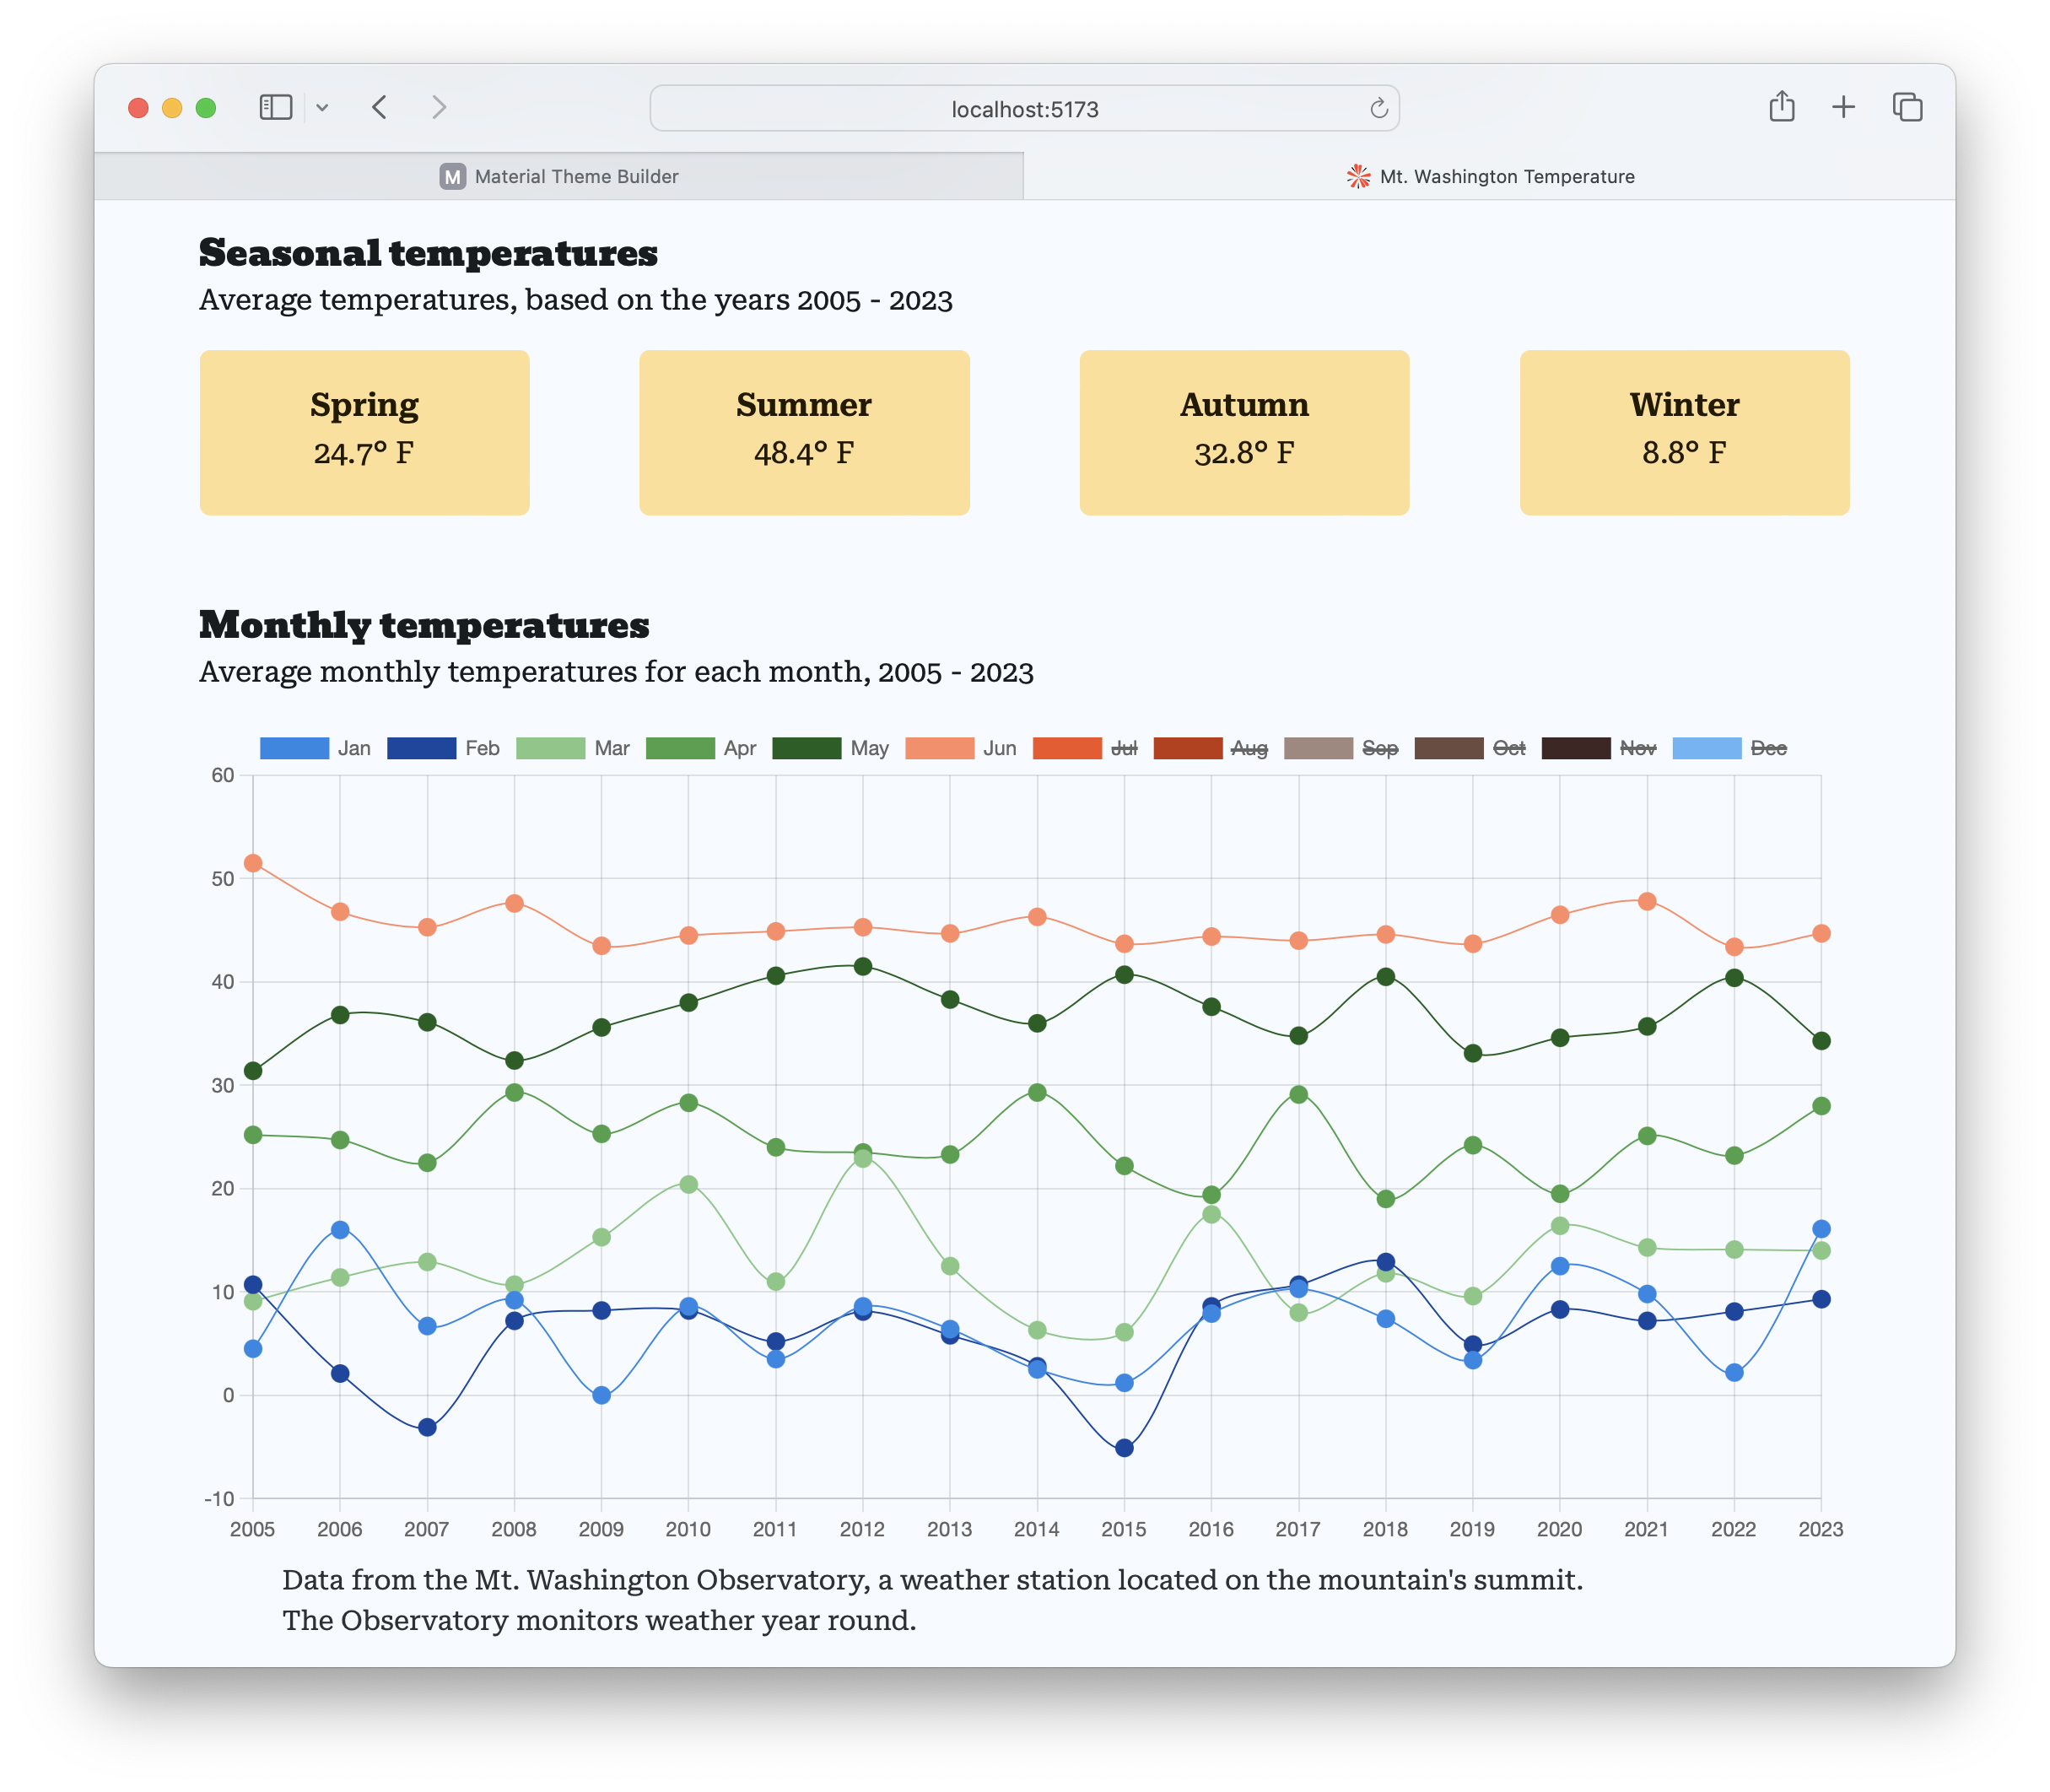 localhost:5173
M Material Theme Builder
Mt. Washington Temperature
Seasonal temperatures
Average temperatures, based on the years 2005 - 2023
Spring
24.7° F
Summer
48.4° F
Autumn
32.8° F
Winter
8.8° F
Monthly temperatures
Average monthly temperatures for each month, 2005 - 2023
Jan Feb Mar Apr May Jun Jul Aug Sep Oct Nov Dec
60
50
40
30
20
10
0
-10
2005 2006 2007 2008 2009 2010 2011 2012 2013 2014 2015 2016 2017 2018 2019 2020 2021 2022 2023
Data from the Mt. Washington Observatory, a weather station located on the mountain's summit.
The Observatory monitors weather year round.